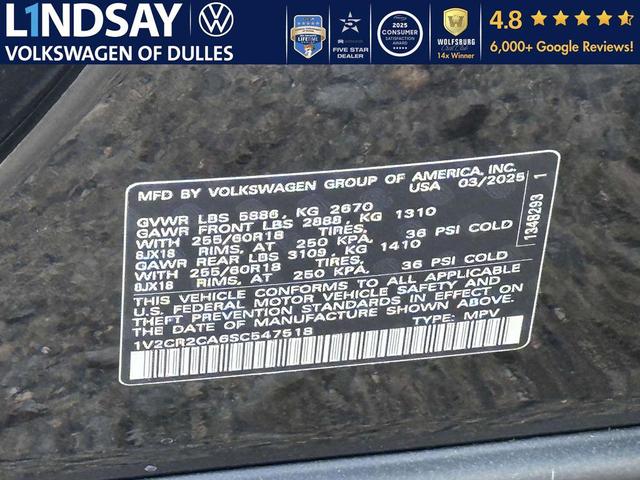 LINDSAY
VOLKSWAGEN OF DULLES
FIVE STAR
DEALER
2025
CONSUMER
SATISFACTION
AWARD
WOLFSBURG
14x Winner
4.8
6,000+ Google Reviews!
MFD BY VOLKSWAGEN GROUP OF AMERICA, INC.
USA 03/2025
GVWR LBS 5886, KG 2670
GAWR FRONT LBS 2888, KG 1310
WITH 255/60R18 TIRES,
8JX18 RIMS, AT 250 KPA, 36 PSI COLD
GAWR REAR LBS 3109, KG 1410
WITH 255/60R18 TIRES,
8JX18 RIMS, AT 250 KPA, 36 PSI COLD
THIS VEHICLE CONFORMS TO ALL APPLICABLE
U.S. FEDERAL MOTOR VEHICLE SAFETY AND
THEFT PREVENTION STANDARDS IN EFFECT ON
THE DATE OF MANUFACTURE SHOWN ABOVE.
1V2CR2CA6SC547518 TYPE: MPV
1348293 1